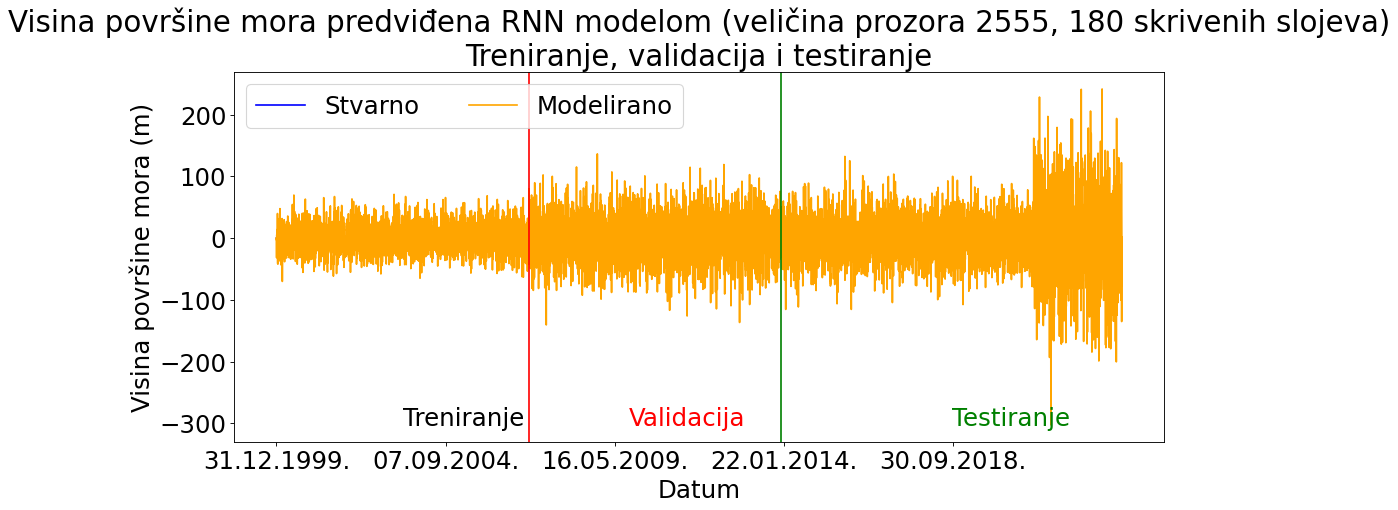 Visina površine mora predviđena RNN modelom (veličina prozora 2555, 180 skrivenih slojeva)
Treniranje, validacija i testiranje
Stvarno Modelirano
Visina površine mora (m)
200
100
0
−100
−200
−300
Treniranje Validacija Testiranje
31.12.1999. 07.09.2004. 16.05.2009. 22.01.2014. 30.09.2018.
Datum